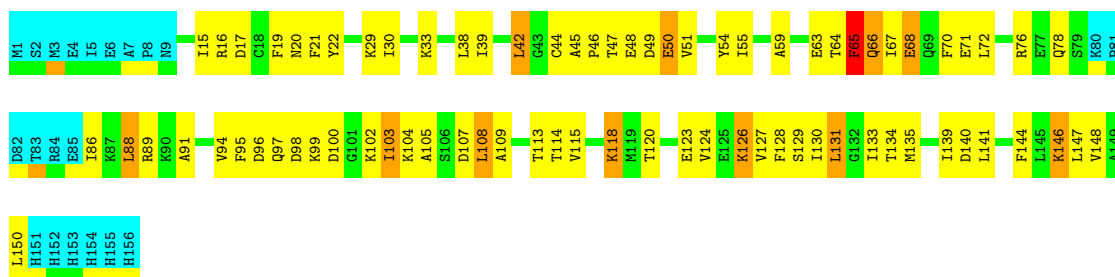 M1 S2 M3 E4 I5 E6 A7 P8 N9 I15 R16 D17 C18 F19 N20 F21 Y22 K29 I30 K33 L38 I39 L42 G43 C44 A45 P46 T47 E48 D49 E50 V51 Y54 I55 A59 E63 T64 F65 Q66 I67 E68 Q69 F70 E71 L72 R76 E77 Q78 S79 K80
D82 T83 R84 E85 I86 K87 L88 R89 K90 A91 V94 F95 D96 Q97 D98 K99 D100 G101 K102 I103 K104 A105 S106 D107 L108 A109 T113 T114 V115 K118 M119 T120 E123 V124 E125 K126 V127 F128 S129 I130 L131 G132 I133 T134 M135 I139 D140 L141 F144 L145 K146 L147 V148 A149
L150 H151 H152 H153 H154 H155 H156